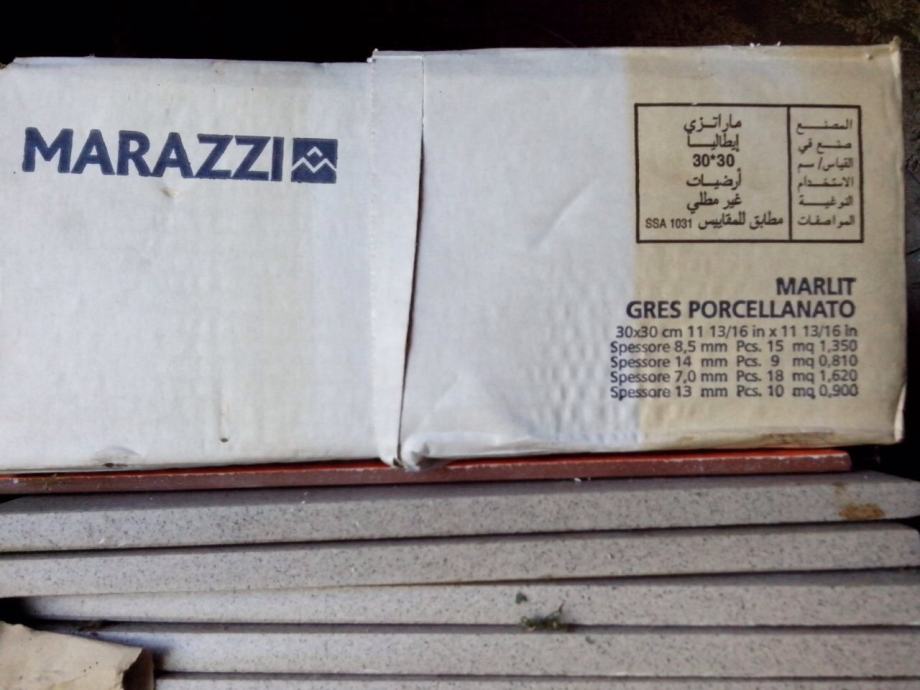 MARAZZI
ماراتزي المصنع
إيطاليا صنع في
30*30 القياس/سم
أرضيات الاستخدام
غير مطلي النوعية
مطابق للمقاييس SSA 1031 المواصفات
MARLIT
GRES PORCELLANATO
30x30 cm 11 13/16 in x 11 13/16 in
Spessore 8,5 mm Pcs. 15 mq 1,350
Spessore 14 mm Pcs. 9 mq 0,810
Spessore 7,0 mm Pcs. 18 mq 1,620
Spessore 13 mm Pcs. 10 mq 0,900